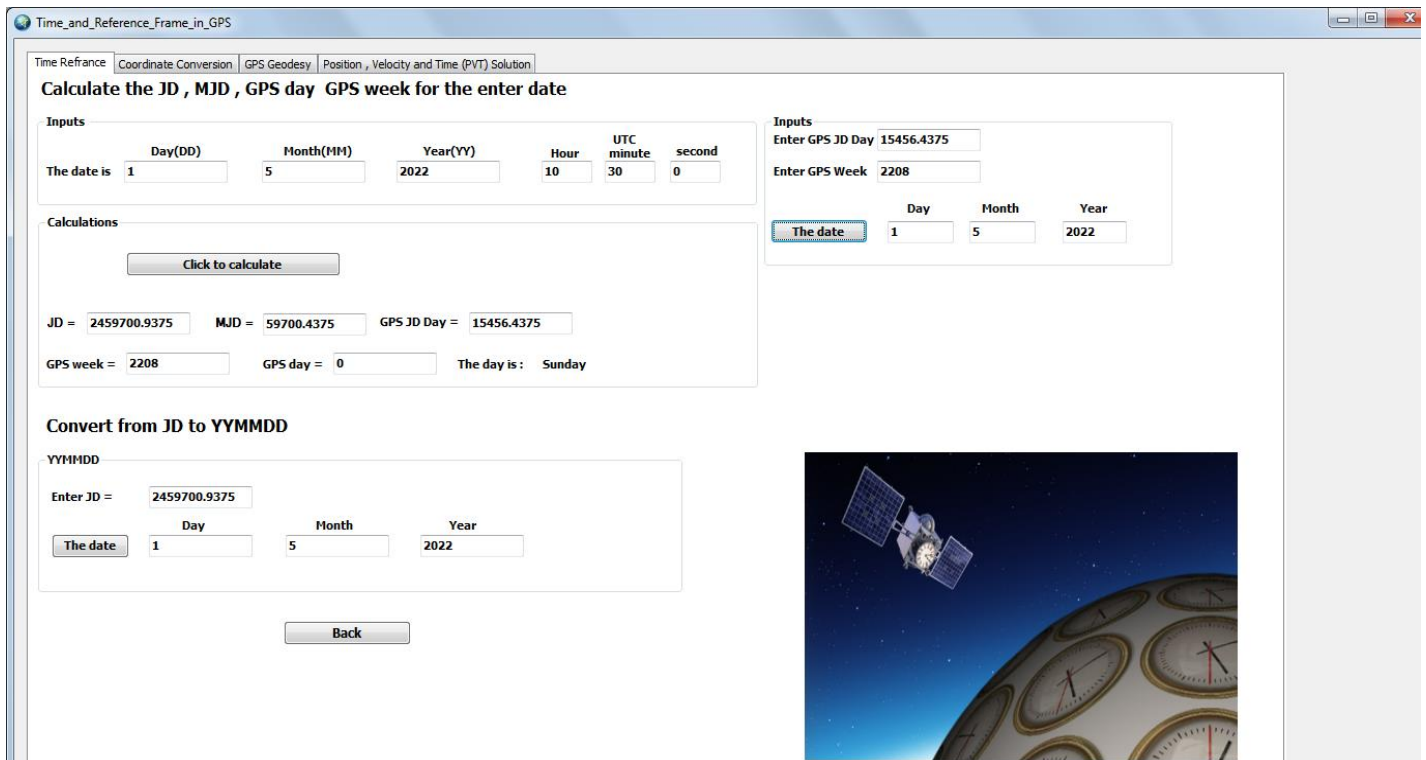 Time_and_Reference_Frame_in_GPS
Time Refrance Coordinate Conversion GPS Geodesy Position , Velocity and Time (PVT) Solution
Calculate the JD , MJD , GPS day GPS week for the enter date
Inputs
Day(DD) Month(MM) Year(YY) Hour UTC minute second
The date is 1 5 2022 10 30 0
Inputs
Enter GPS JD Day 15456.4375
Enter GPS Week 2208
Day Month Year
The date 1 5 2022
Calculations
Click to calculate
JD = 2459700.9375 MJD = 59700.4375 GPS JD Day = 15456.4375
GPS week = 2208 GPS day = 0 The day is : Sunday
Convert from JD to YYMMDD
YYMMDD
Enter JD = 2459700.9375
Day Month Year
The date 1 5 2022
Back